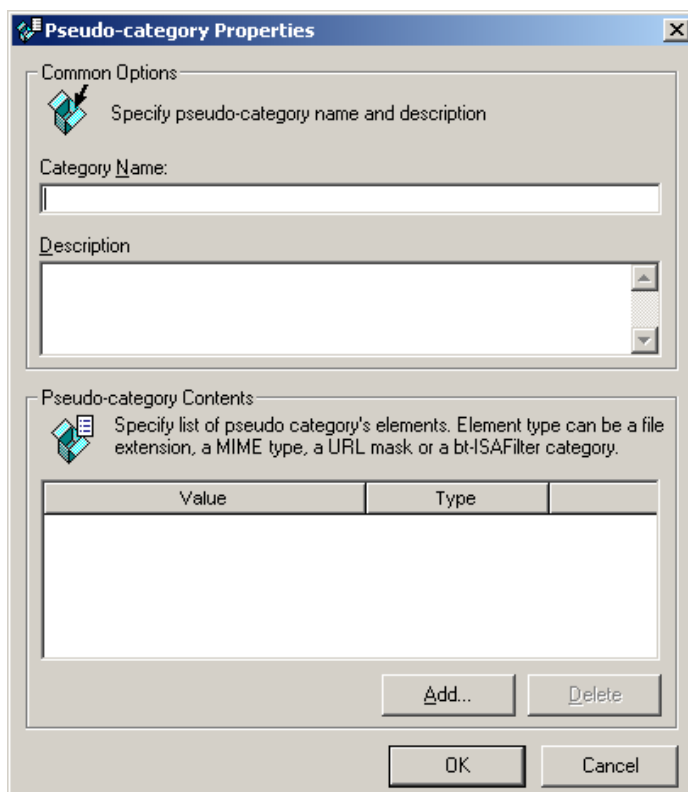 Pseudo-category Properties
Common Options
Specify pseudo-category name and description
Category Name:
Description
Pseudo-category Contents
Specify list of pseudo category's elements. Element type can be a file
extension, a MIME type, a URL mask or a bt-ISAFilter category.
Value Type
Add... Delete
OK Cancel